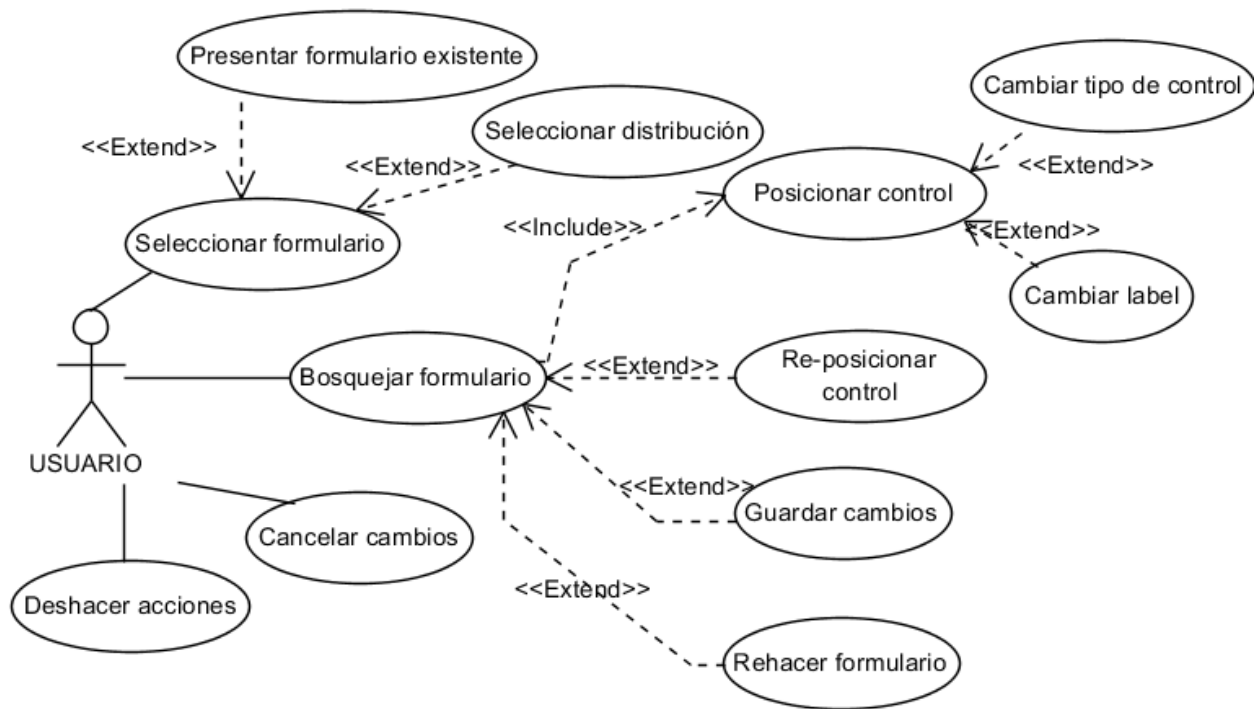 Presentar formulario existente
Cambiar tipo de control
<<Extend>>
Seleccionar distribución
<<Extend>>
<<Extend>>
Posicionar control
<<Include>>
Seleccionar formulario
<<Extend>>
Cambiar label
Bosquejar formulario
<<Extend>>
Re-posicionar
control
USUARIO
<<Extend>>
Guardar cambios
Cancelar cambios
Deshacer acciones
<<Extend>>
Rehacer formulario